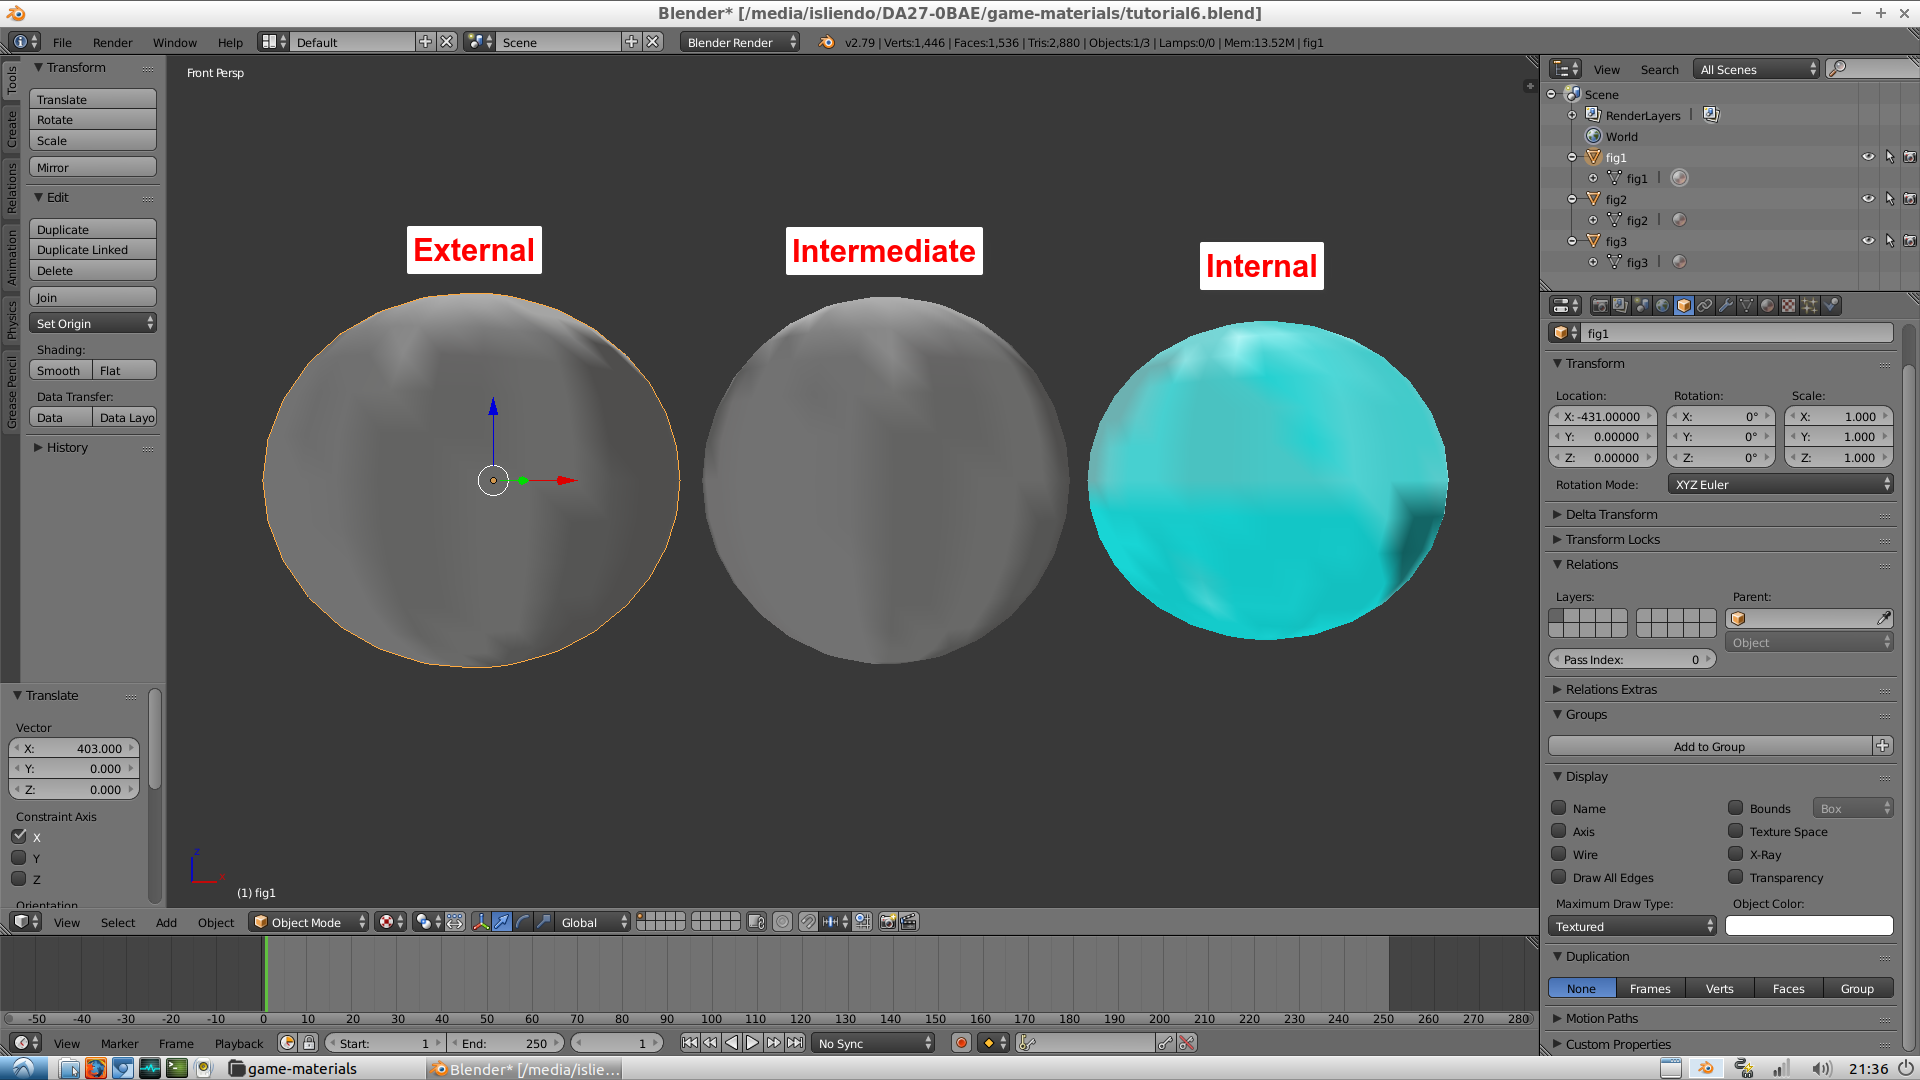 Blender* [/media/isliendo/DA27-0BAE/game-materials/tutorial6.blend]
File Render Window Help Default Scene Blender Render v2.79 | Verts:1,446 | Faces:1,536 | Tris:2,880 | Objects:1/3 | Lamps:0/0 | Mem:13.52M | fig1
Tools
Create
Relations
Animation
Physics
Grease Pencil
Transform
Translate
Rotate
Scale
Mirror
Edit
Duplicate
Duplicate Linked
Delete
Join
Set Origin
Shading:
Smooth Flat
Data Transfer:
Data Data Layo
History
Translate
Vector
X: 403.000
Y: 0.000
Z: 0.000
Constraint Axis
X
Y
Z
Orientation
Front Persp
External
Intermediate
Internal
z
x
(1) fig1
View Select Add Object Object Mode Global
-50 -40 -30 -20 -10 0 10 20 30 40 50 60 70 80 90 100 110 120 130 140 150 160 170 180 190 200 210 220 230 240 250 260 270 280
View Marker Frame Playback Start: 1 End: 250 1 No Sync
View Search All Scenes
Scene
RenderLayers |
World
fig1
fig1 |
fig2
fig2 |
fig3
fig3 |
fig1
Transform
Location: Rotation: Scale:
X: -431.00000 X: 0° X: 1.000
Y: 0.00000 Y: 0° Y: 1.000
Z: 0.00000 Z: 0° Z: 1.000
Rotation Mode: XYZ Euler
Delta Transform
Transform Locks
Relations
Layers: Parent:
Object
Pass Index: 0
Relations Extras
Groups
Add to Group
Display
Name Bounds Box
Axis Texture Space
Wire X-Ray
Draw All Edges Transparency
Maximum Draw Type: Object Color:
Textured
Duplication
None Frames Verts Faces Group
Motion Paths
Custom Properties
game-materials Blender* [/media/islie... 21:36